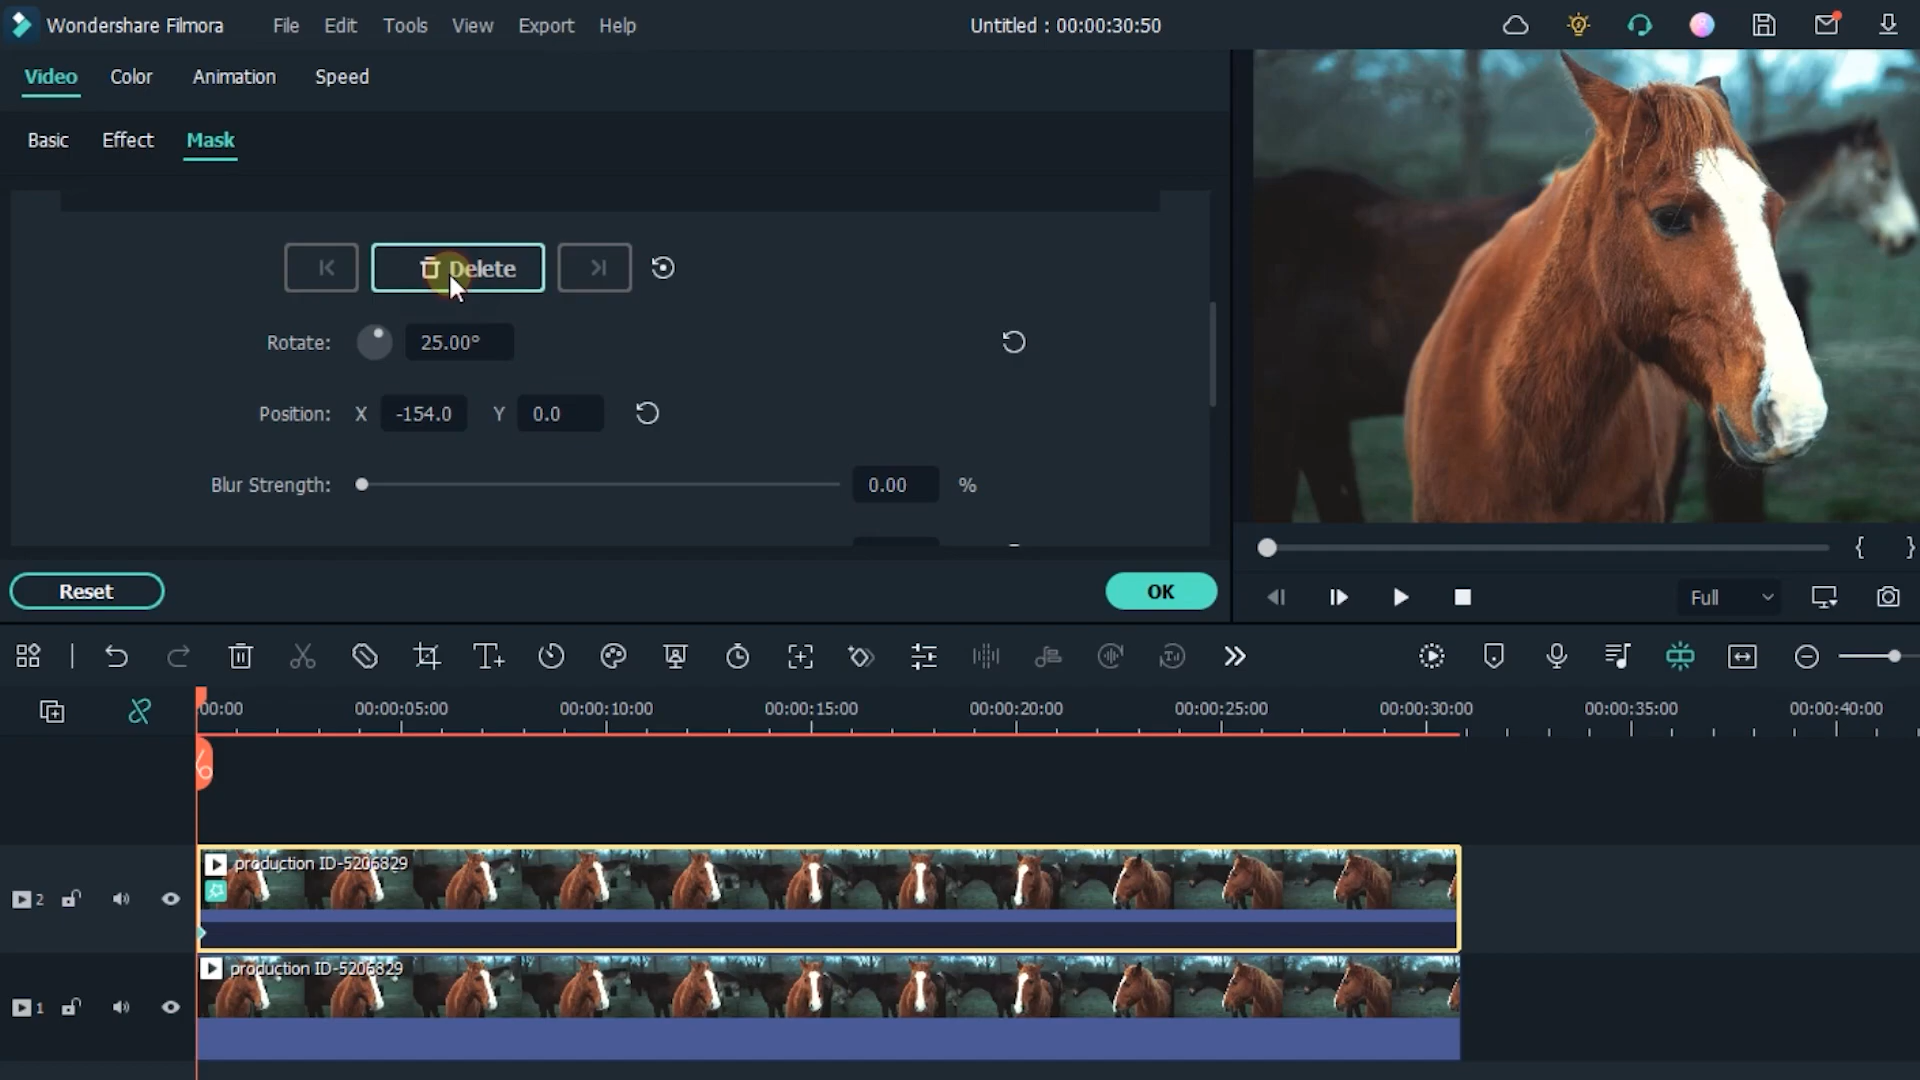 Wondershare Filmora File Edit Tools View Export Help Untitled : 00:00:30:50
Video Color Animation Speed
Basic Effect Mask
Delete
Rotate: 25.00°
Position: X -154.0 Y 0.0
Blur Strength: 0.00 %
Reset OK
Full
00:00 00:00:05:00 00:00:10:00 00:00:15:00 00:00:20:00 00:00:25:00 00:00:30:00 00:00:35:00 00:00:40:00
production ID-5206829
2
production ID-5206829
1